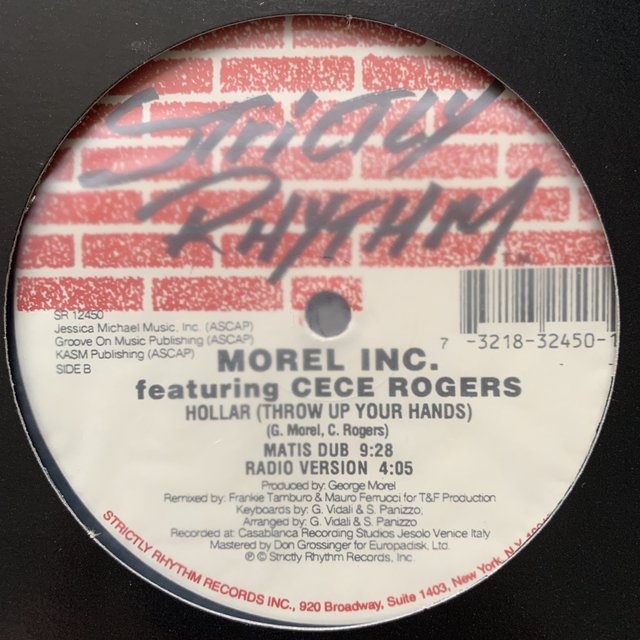 STRICTLY
RHYTHM
TM
SR 12450
Jessica Michael Music, Inc. (ASCAP)
Groove On Music Publishing (ASCAP)
KASM Publishing (ASCAP)
SIDE B
7 -3218-32450-1
MOREL INC.
featuring CECE ROGERS
HOLLAR (THROW UP YOUR HANDS)
(G. Morel, C. Rogers)
MATIS DUB 9:28
RADIO VERSION 4:05
Produced by: George Morel
Remixed by: Frankie Tamburo & Mauro Ferrucci for T&F Production
Keyboards by: G. Vidali & S. Panizzo,
Arranged by: G. Vidali & S. Panizzo
Recorded at: Casablanca Recording Studios Jesolo Venice Italy
Mastered by Don Grossinger for Europadisk, Ltd.
℗ © Strictly Rhythm Records, Inc.
STRICTLY RHYTHM RECORDS INC., 920 Broadway, Suite 1403, New York, N.Y.